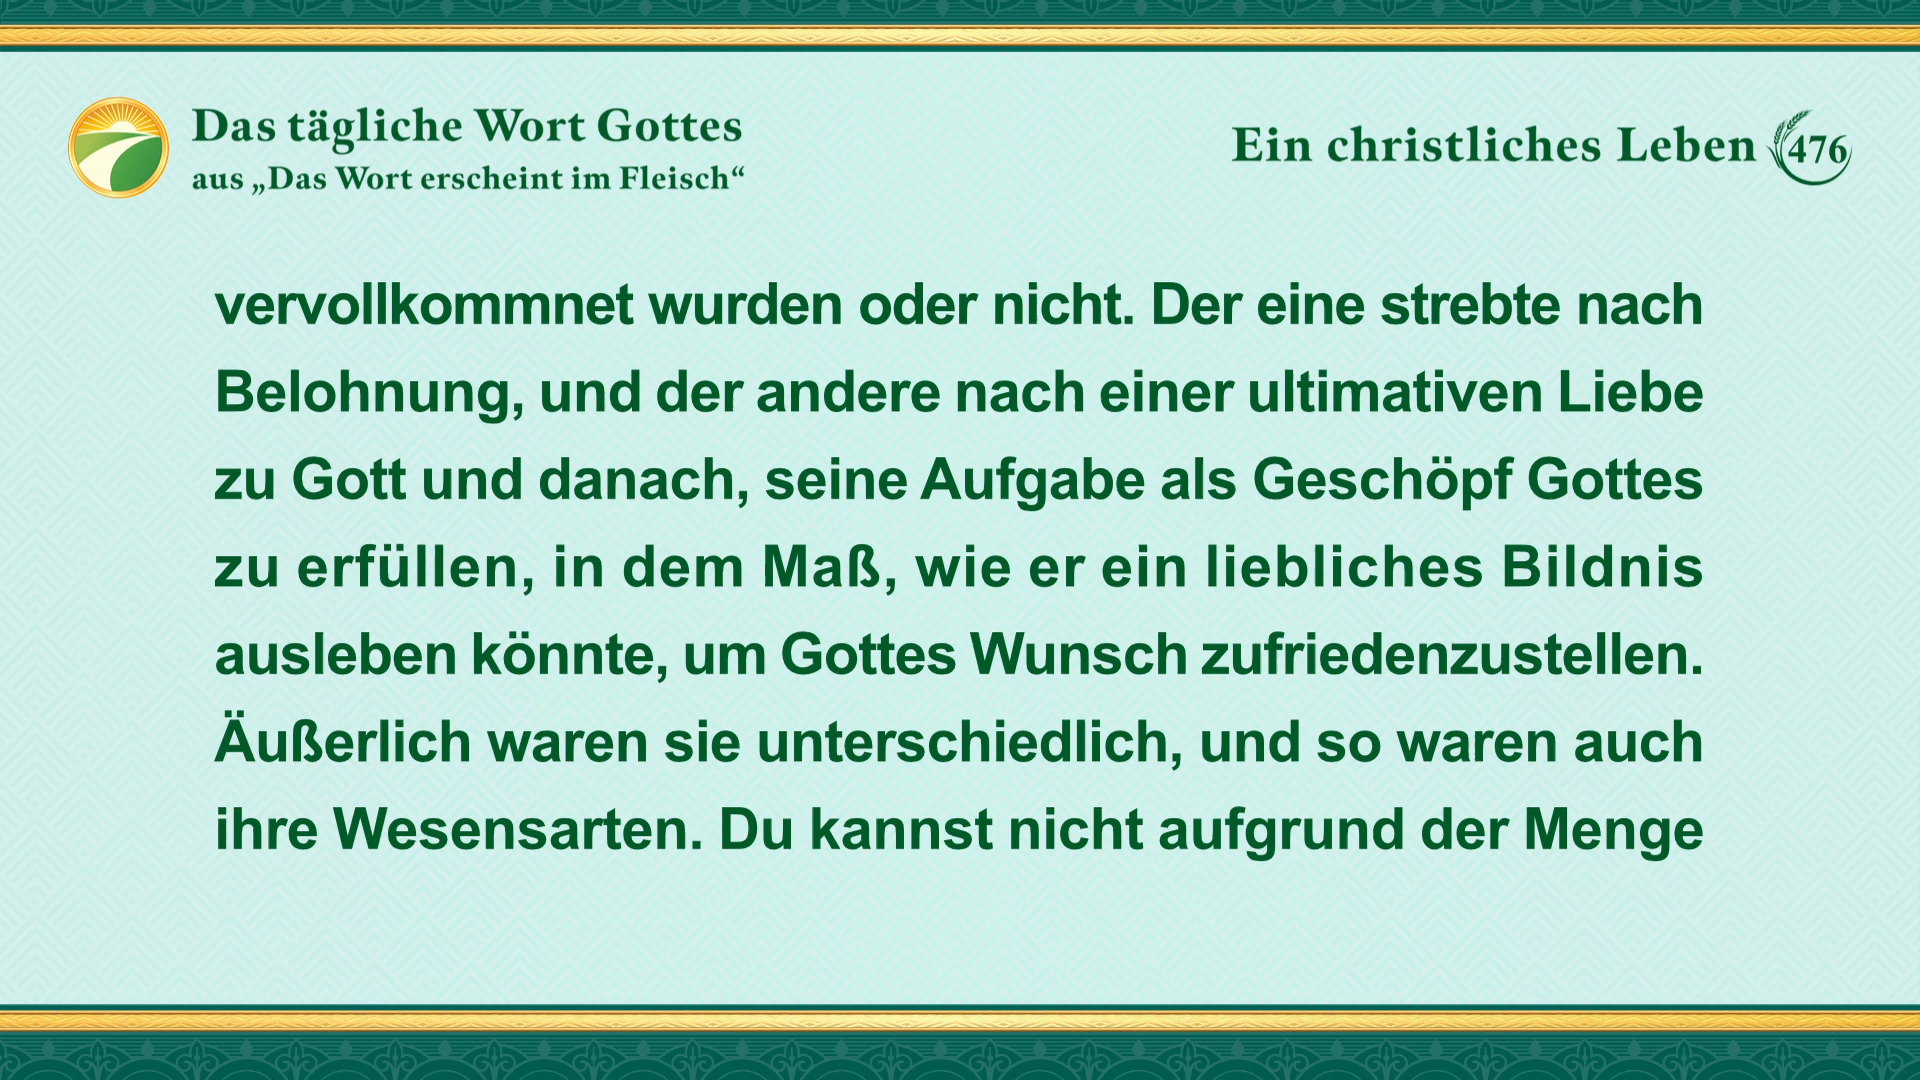 Das tägliche Wort Gottes
aus „Das Wort erscheint im Fleisch“
Ein christliches Leben 476
vervollkommnet wurden oder nicht. Der eine strebte nach
Belohnung, und der andere nach einer ultimativen Liebe
zu Gott und danach, seine Aufgabe als Geschöpf Gottes
zu erfüllen, in dem Maß, wie er ein liebliches Bildnis
ausleben könnte, um Gottes Wunsch zufriedenzustellen.
Äußerlich waren sie unterschiedlich, und so waren auch
ihre Wesensarten. Du kannst nicht aufgrund der Menge